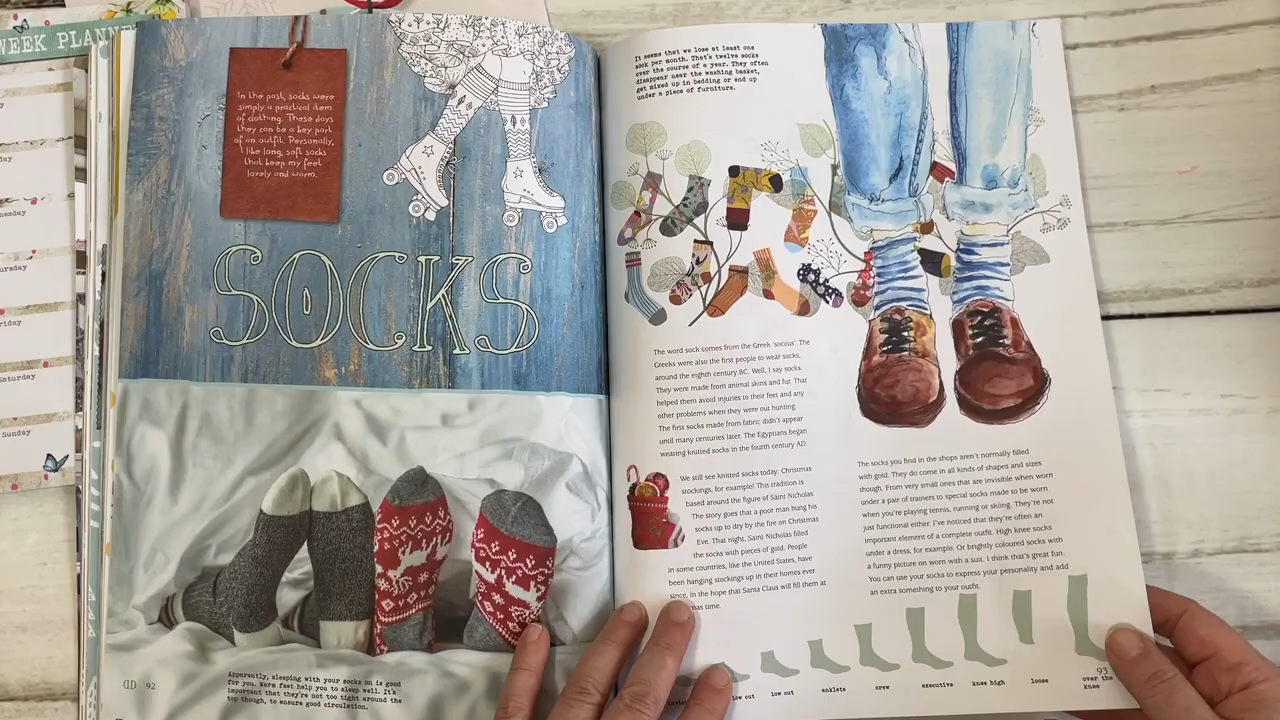 WEEK PLANN
Saturday
Sunday
In the past, socks were
simply a practical item
of clothing. These days
they can be a key part
of an outfit. Personally,
I like long, soft socks
that keep my feet
lovely and warm.
SOCKS
Apparently, sleeping with your socks on is good
for you. Warm feet help you to sleep well. It's
important that they're not too tight around the
top though, to ensure good circulation.
92
It seems that we lose at least one
sock per month. That's twelve socks
over the course of a year. They often
disappear near the washing basket,
get mixed up in bedding or end up
under a piece of furniture.
The word sock comes from the Greek 'soccus'. The
Greeks were also the first people to wear socks,
around the eighth century BC. Well, I say socks
They were made from animal skins and fur. That
helped them avoid injuries to their feet and any
other problems when they were out hunting
The first socks made from fabric didn't appear
until many centuries later. The Egyptians began
wearing knitted socks in the fourth century AD.
We still see knitted socks today: Christmas
stockings, for example! This tradition is
based around the figure of Saint Nicholas
The story goes that a poor man hung his
socks up to dry by the fire on Christmas
Eve. That night, Saint Nicholas filled
the socks with pieces of gold. People
in some countries, like the United States, have
been hanging stockings up in their homes ever
since, in the hope that Santa Claus will fill them at
mas time.
The socks you find in the shops aren't normally filled
with gold. They do come in all kinds of shapes and sizes
though. From very small ones that are invisible when worn
under a pair of trainers to special socks made to be worn
when you're playing tennis, running or skiing. They're not
just functional either. I've noticed that they're often an
important element of a complete outfit. High knee socks
under a dress, for example. Or brightly coloured socks with
a funny picture on worn with a suit. I think that's great fun.
You can use your socks to express your personality and add
an extra something to your outfit.
low cut
low cut
anklets
crew
executive
knee high
loose
over the
knee
93